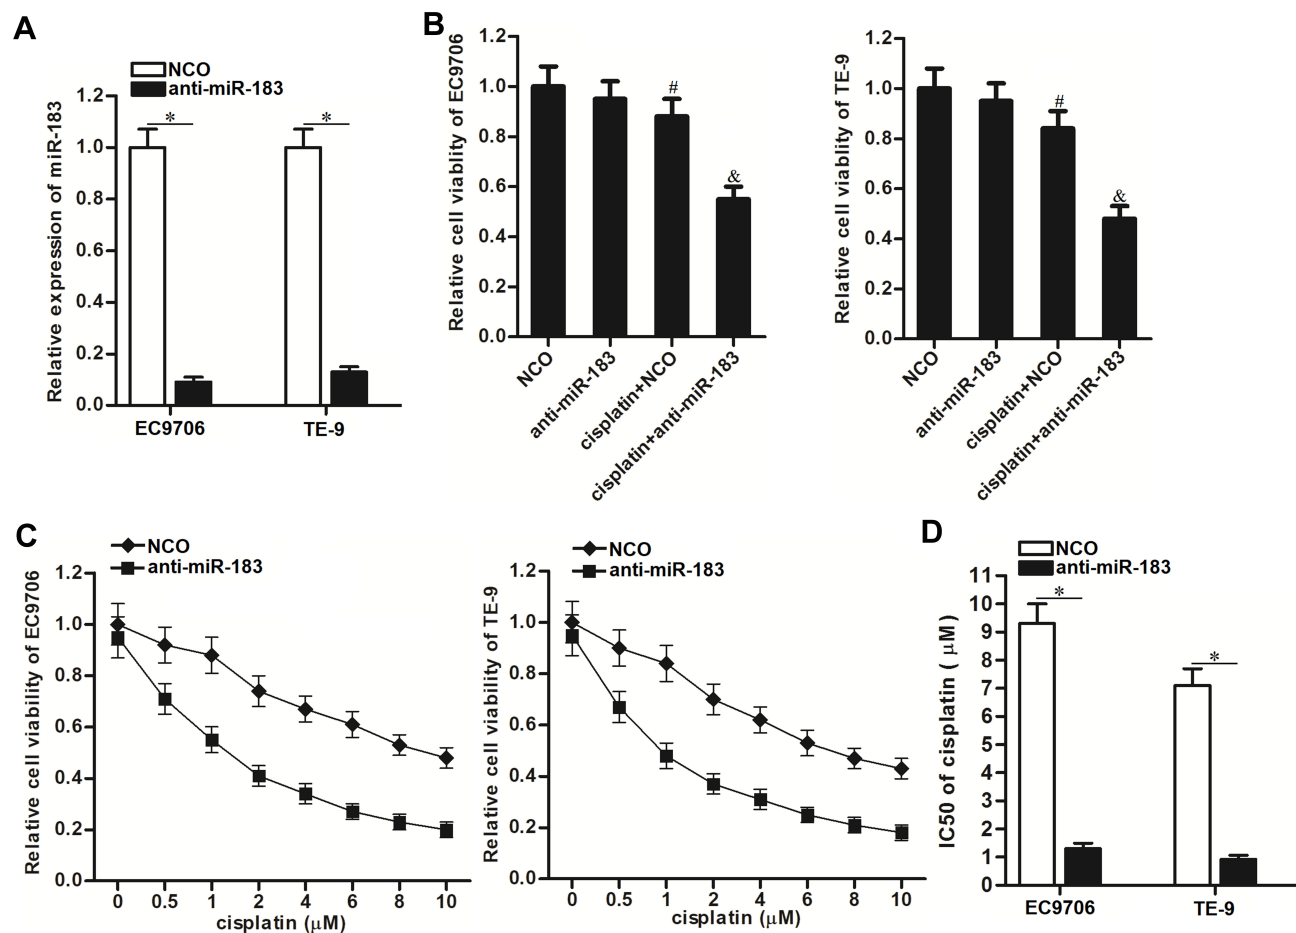 A
NCO
anti-miR-183
Relative expression of miR-183
1.2
1.0
0.8
0.6
0.4
0.2
0.0
*
*
EC9706
TE-9
B
Relative cell viablity of EC9706
1.2
1.0
0.8
0.6
0.4
0.2
0.0
#
&
NCO
anti-miR-183
cisplatin+NCO
cisplatin+anti-miR-183
Relative cell viablity of TE-9
1.2
1.0
0.8
0.6
0.4
0.2
0.0
#
&
NCO
anti-miR-183
cisplatin+NCO
cisplatin+anti-miR-183
C
NCO
anti-miR-183
Relative cell viability of EC9706
1.2
1.0
0.8
0.6
0.4
0.2
0.0
0 0.5 1 2 4 6 8 10
cisplatin (μM)
NCO
anti-miR-183
Relative cell viability of TE-9
1.2
1.0
0.8
0.6
0.4
0.2
0.0
0 0.5 1 2 4 6 8 10
cisplatin (μM)
D
NCO
anti-miR-183
IC50 of cisplatin ( μM)
11
10
9
8
7
6
5
4
3
2
1
0
*
*
EC9706
TE-9